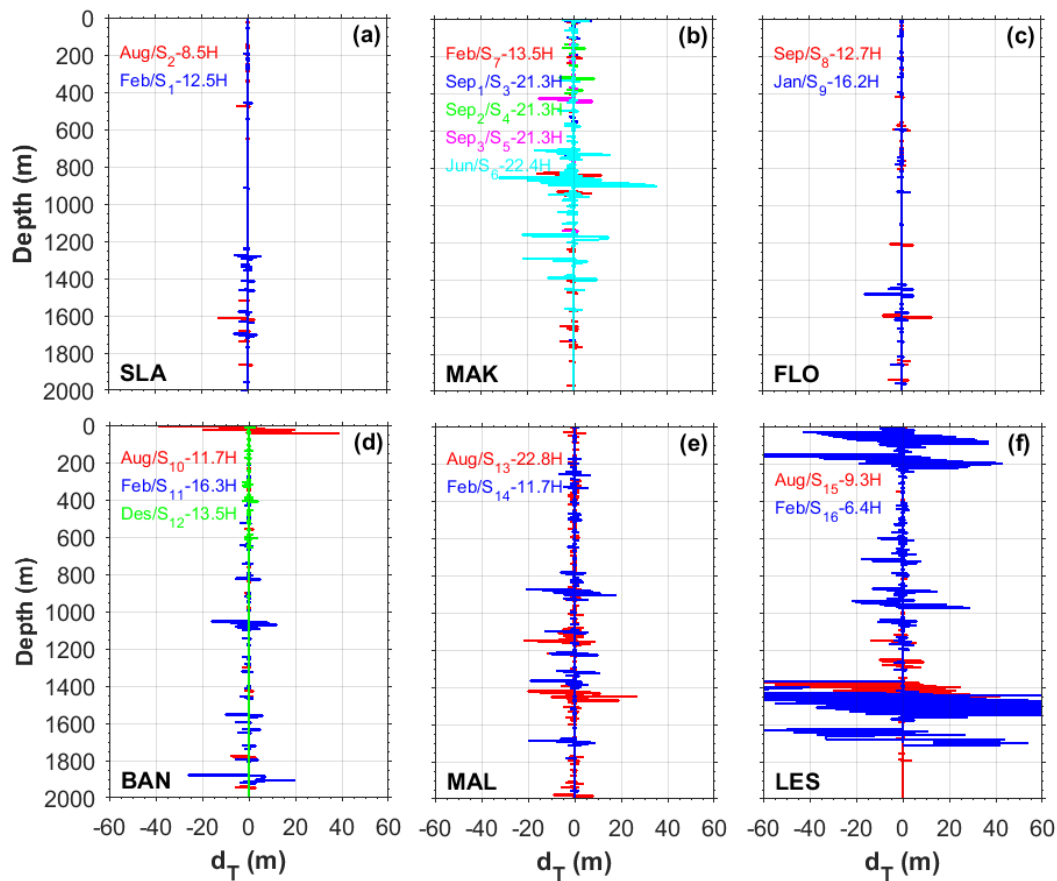 (a)
Aug/S2-8.5H
Feb/S1-12.5H
SLA
0
200
400
600
800
1000
1200
1400
1600
1800
2000
Depth (m)
(b)
Feb/S7-13.5H
Sep1/S3-21.3H
Sep2/S4-21.3H
Sep3/S5-21.3H
Jun/S6-22.4H
MAK
(c)
Sep/S8-12.7H
Jan/S9-16.2H
FLO
(d)
Aug/S10-11.7H
Feb/S11-16.3H
Des/S12-13.5H
BAN
0
200
400
600
800
1000
1200
1400
1600
1800
2000
Depth (m)
-60 -40 -20 0 20 40 60
dT (m)
(e)
Aug/S13-22.8H
Feb/S14-11.7H
MAL
-60 -40 -20 0 20 40 60
dT (m)
(f)
Aug/S15-9.3H
Feb/S16-6.4H
LES
-60 -40 -20 0 20 40 60
dT (m)